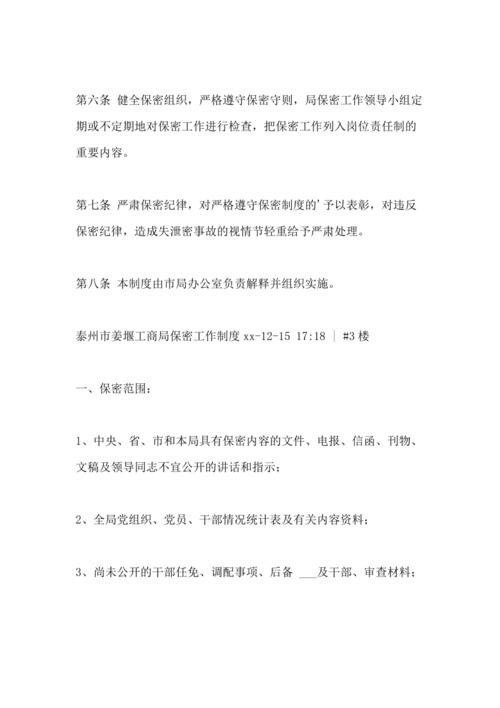 第六条 健全保密组织，严格遵守保密守则，局保密工作领导小组定
期或不定期地对保密工作进行检查，把保密工作列入岗位责任制的
重要内容。
第七条 严肃保密纪律，对严格遵守保密制度的'予以表彰，对违反
保密纪律，造成失泄密事故的视情节轻重给予严肃处理。
第八条 本制度由市局办公室负责解释并组织实施。
泰州市姜堰工商局保密工作制度 xx-12-15 17:18 | #3 楼
一、保密范围：
1、中央、省、市和本局具有保密内容的文件、电报、信函、刊物、
文稿及领导同志不宜公开的讲话和指示；
2、全局党组织、党员、干部情况统计表及有关内容资料；
3、尚未公开的干部任免、调配事项、后备 ___及干部、审查材料；